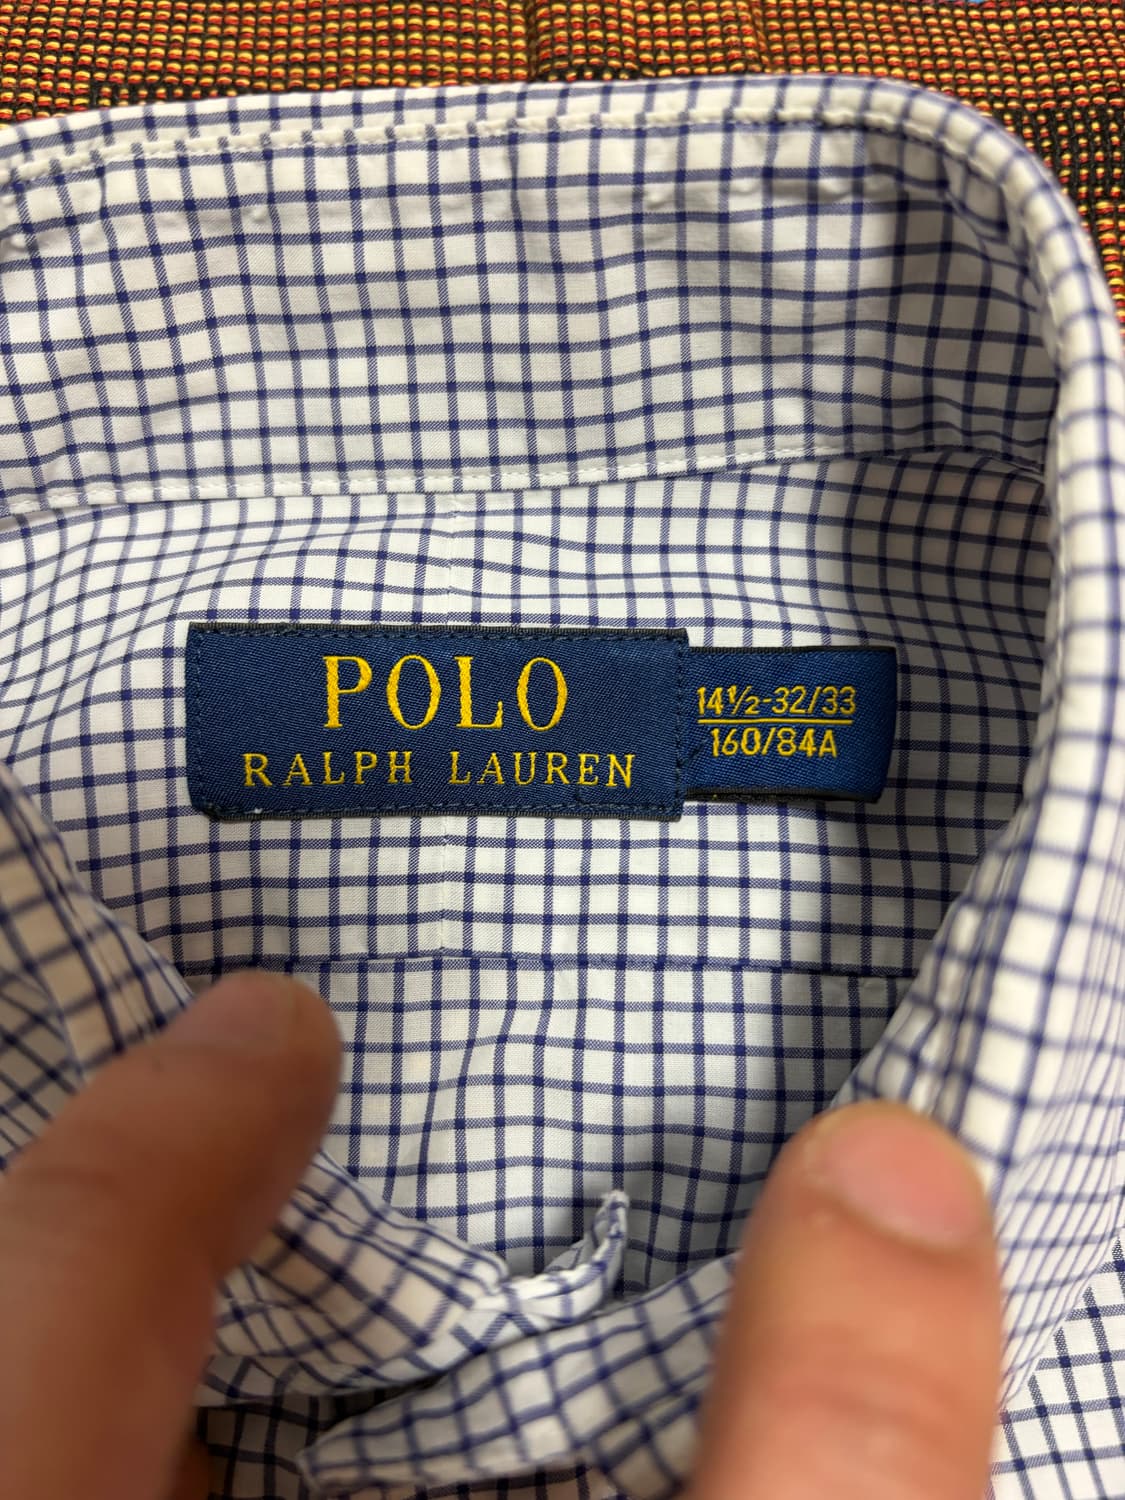 POLO
RALPH LAUREN
14½-32/33
160/84A